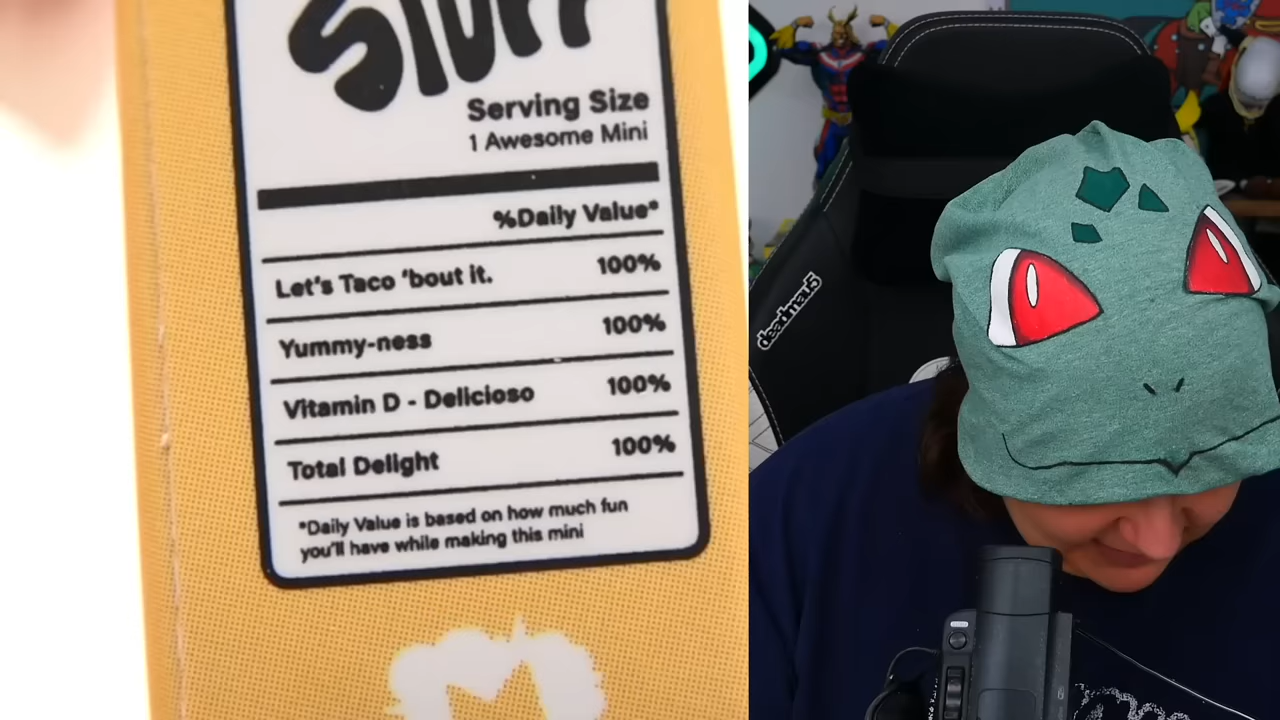 Stuff
Serving Size
1 Awesome Mini
%Daily Value*
Let's Taco 'bout it. 100%
Yummy-ness 100%
Vitamin D - Delicioso 100%
Total Delight 100%
*Daily Value is based on how much fun
you'll have while making this mini
M
deadmau5